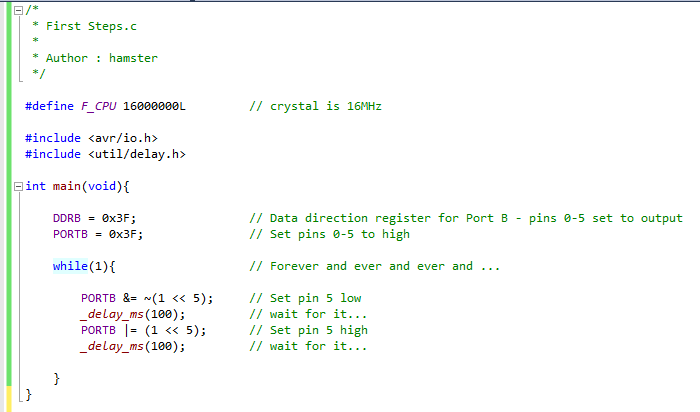 /*
 * First Steps.c
 *
 * Author : hamster
 */
#define F_CPU 16000000L // crystal is 16MHz
#include <avr/io.h>
#include <util/delay.h>
int main(void){
DDRB = 0x3F; // Data direction register for Port B - pins 0-5 set to output
PORTB = 0x3F; // Set pins 0-5 to high
while(1){ // Forever and ever and ever and ...
PORTB &= ~(1 << 5); // Set pin 5 low
_delay_ms(100); // wait for it...
PORTB |= (1 << 5); // Set pin 5 high
_delay_ms(100); // wait for it...
}
}